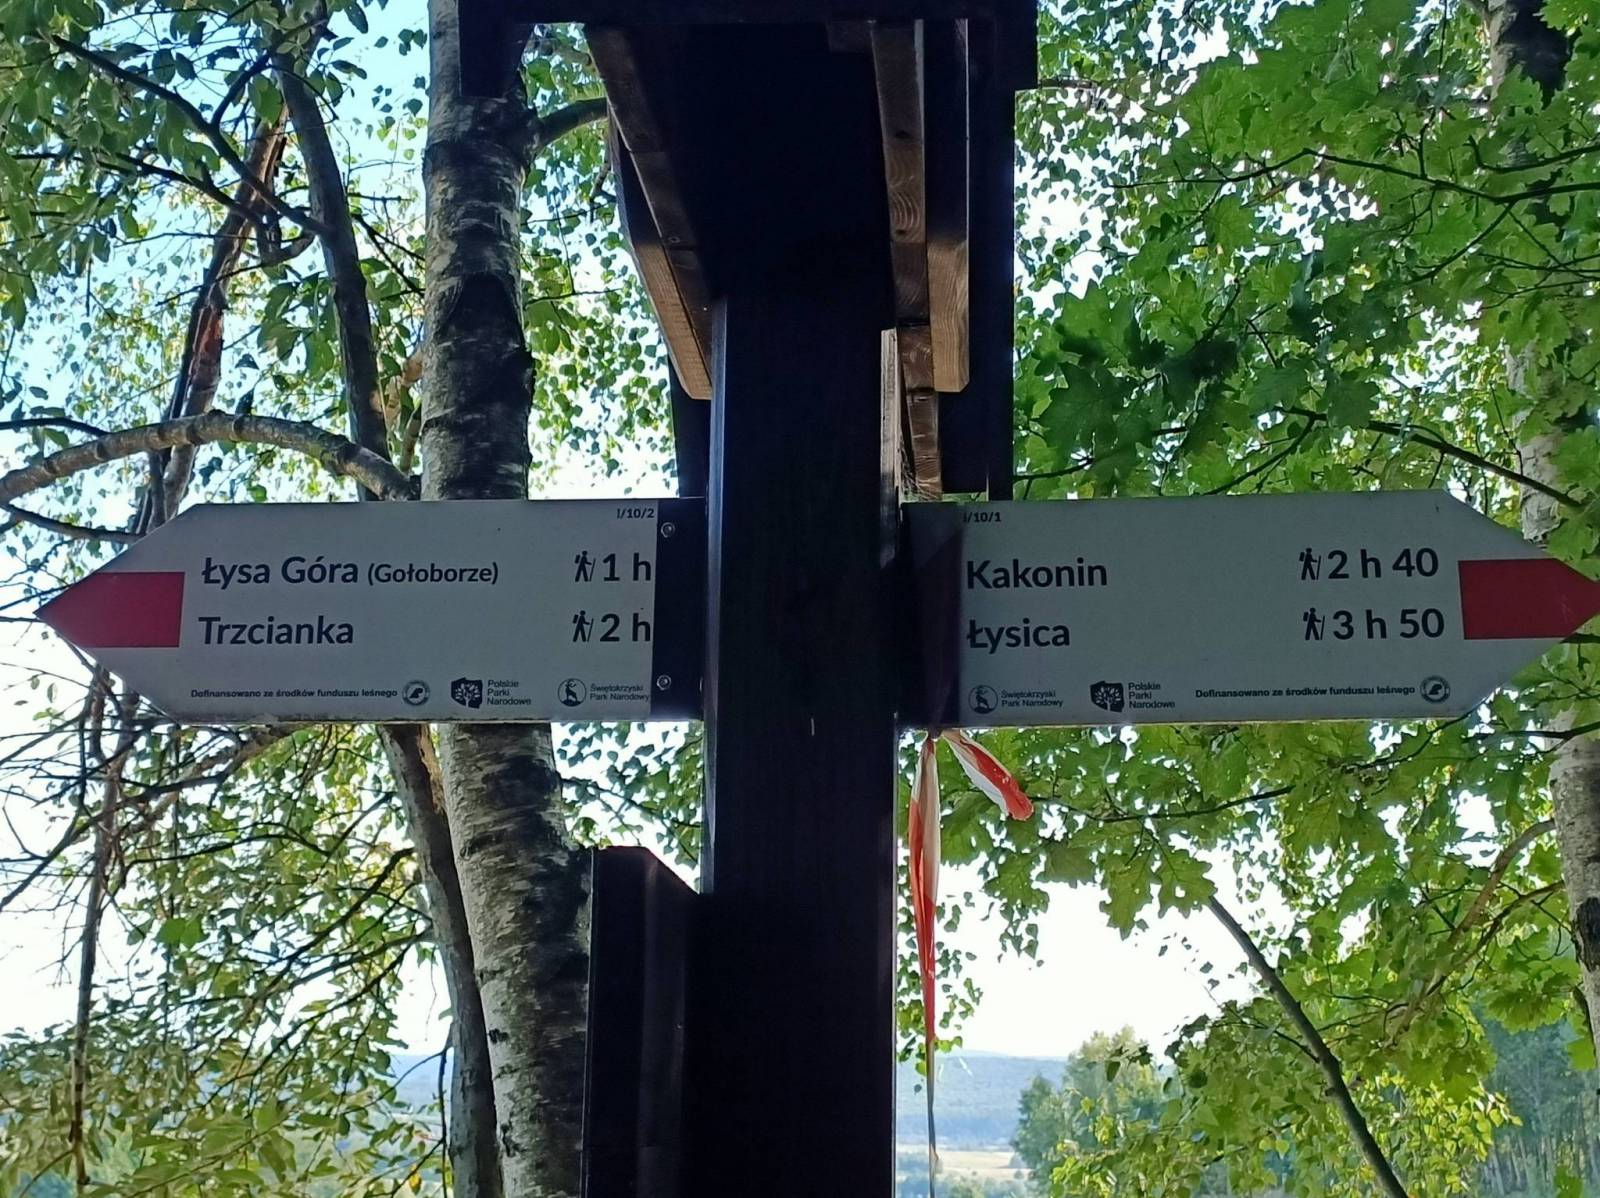 I/10/2
Łysa Góra (Gołoborze) 1 h
Trzcianka 2 h
Dofinansowano ze środków funduszu leśnego
Polskie
Parki
Narodowe
Świętokrzyski
Park Narodowy
I/10/1
Kakonin 2 h 40
Łysica 3 h 50
Świętokrzyski
Park Narodowy
Polskie
Parki
Narodowe
Dofinansowano ze środków funduszu leśnego